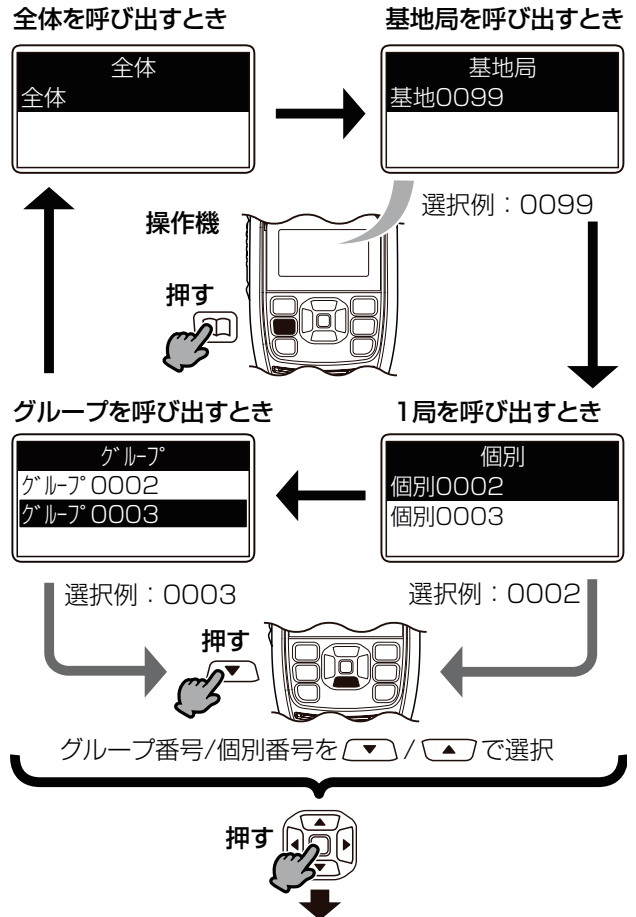 全体を呼び出すとき
全体
全体
基地局を呼び出すとき
基地局
基地0099
選択例：0099
操作機
押す
グループを呼び出すとき
ｸﾞﾙｰﾌﾟ
ｸﾞﾙｰﾌﾟ0002
ｸﾞﾙｰﾌﾟ0003
選択例：0003
1局を呼び出すとき
個別
個別0002
個別0003
選択例：0002
押す
グループ番号/個別番号を▼/▲で選択
押す